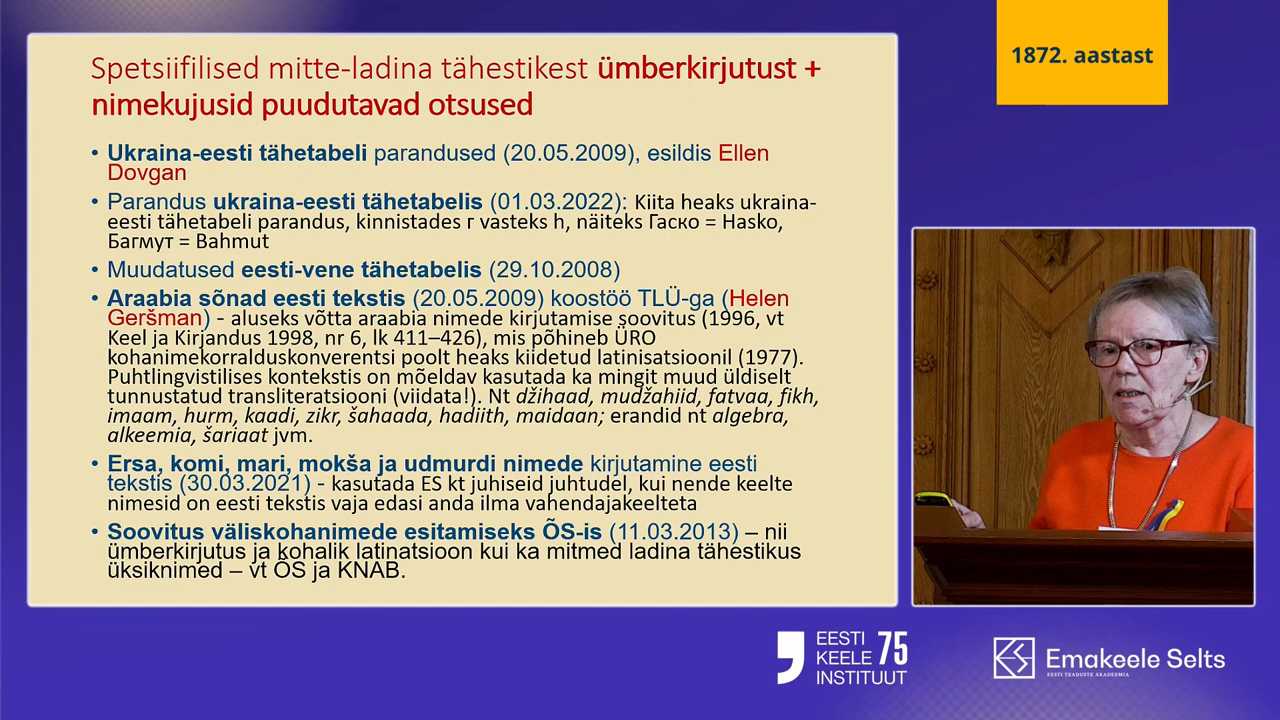 Spetsiifilised mitte-ladina tähestikest ümberkirjutust +
nimekujusid puudutavad otsused
• Ukraina-eesti tähetabeli parandused (20.05.2009), esildis Ellen
Dovgan
• Parandus ukraina-eesti tähetabelis (01.03.2022): Kiita heaks ukraina-
eesti tähetabeli parandus, kinnistades г vasteks h, näiteks Гаско = Hasko,
Багмут = Bahmut
• Muudatused eesti-vene tähetabelis (29.10.2008)
• Araabia sõnad eesti tekstis (20.05.2009) koostöö TLÜ-ga (Helen
Geršman) - aluseks võtta araabia nimede kirjutamise soovitus (1996, vt
Keel ja Kirjandus 1998, nr 6, lk 411–426), mis põhineb ÜRO
kohanimekorralduskonverentsi poolt heaks kiidetud latinisatsioonil (1977).
Puhtlingvistilises kontekstis on mõeldav kasutada ka mingit muud üldiselt
tunnustatud transliteratsiooni (viidata!). Nt džihaad, mudžahiid, fatvaa, fikh,
imaam, hurm, kaadi, zikr, šahaada, hadiith, maidaan; erandid nt algebra,
alkeemia, šariaat jvm.
• Ersa, komi, mari, mokša ja udmurdi nimede kirjutamine eesti
tekstis (30.03.2021) - kasutada ES kt juhiseid juhtudel, kui nende keelte
nimesid on eesti tekstis vaja edasi anda ilma vahendajakeelteta
• Soovitus väliskohanimede esitamiseks ÕS-is (11.03.2013) – nii
ümberkirjutus ja kohalik latinatsioon kui ka mitmed ladina tähestikus
üksiknimed – vt ÕS ja KNAB.
1872. aastast
EESTI
KEELE 75
INSTITUUT
Emakeele Selts
EESTI TEADUSTE AKADEEMIA